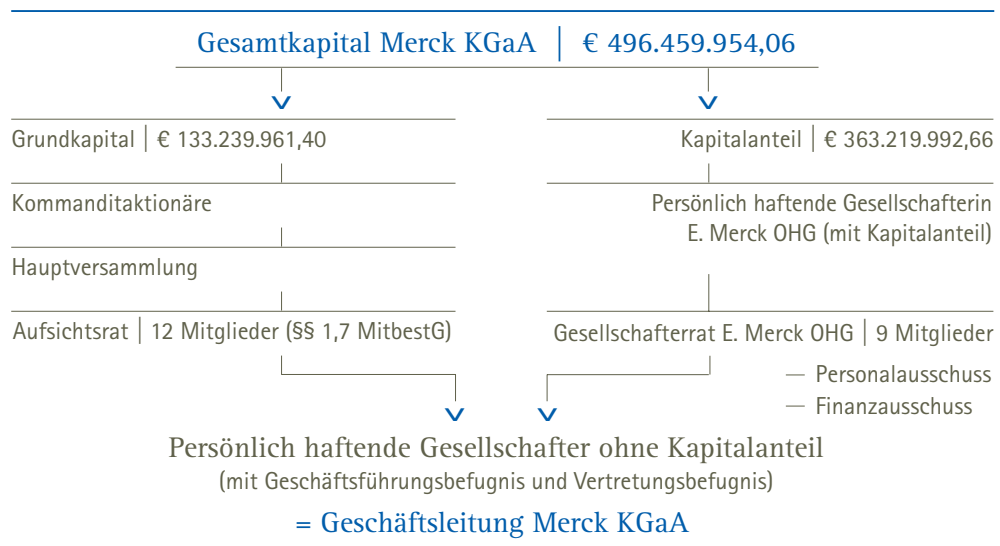 Gesamtkapital Merck KGaA | € 496.459.954,06
Grundkapital | € 133.239.961,40
Kapitalanteil | € 363.219.992,66
Kommanditaktionäre
Persönlich haftende Gesellschafterin
E. Merck OHG (mit Kapitalanteil)
Hauptversammlung
Aufsichtsrat | 12 Mitglieder (§§ 1,7 MitbestG)
Gesellschafterrat E. Merck OHG | 9 Mitglieder
— Personalausschuss
— Finanzausschuss
Persönlich haftende Gesellschafter ohne Kapitalanteil
(mit Geschäftsführungsbefugnis und Vertretungsbefugnis)
= Geschäftsleitung Merck KGaA